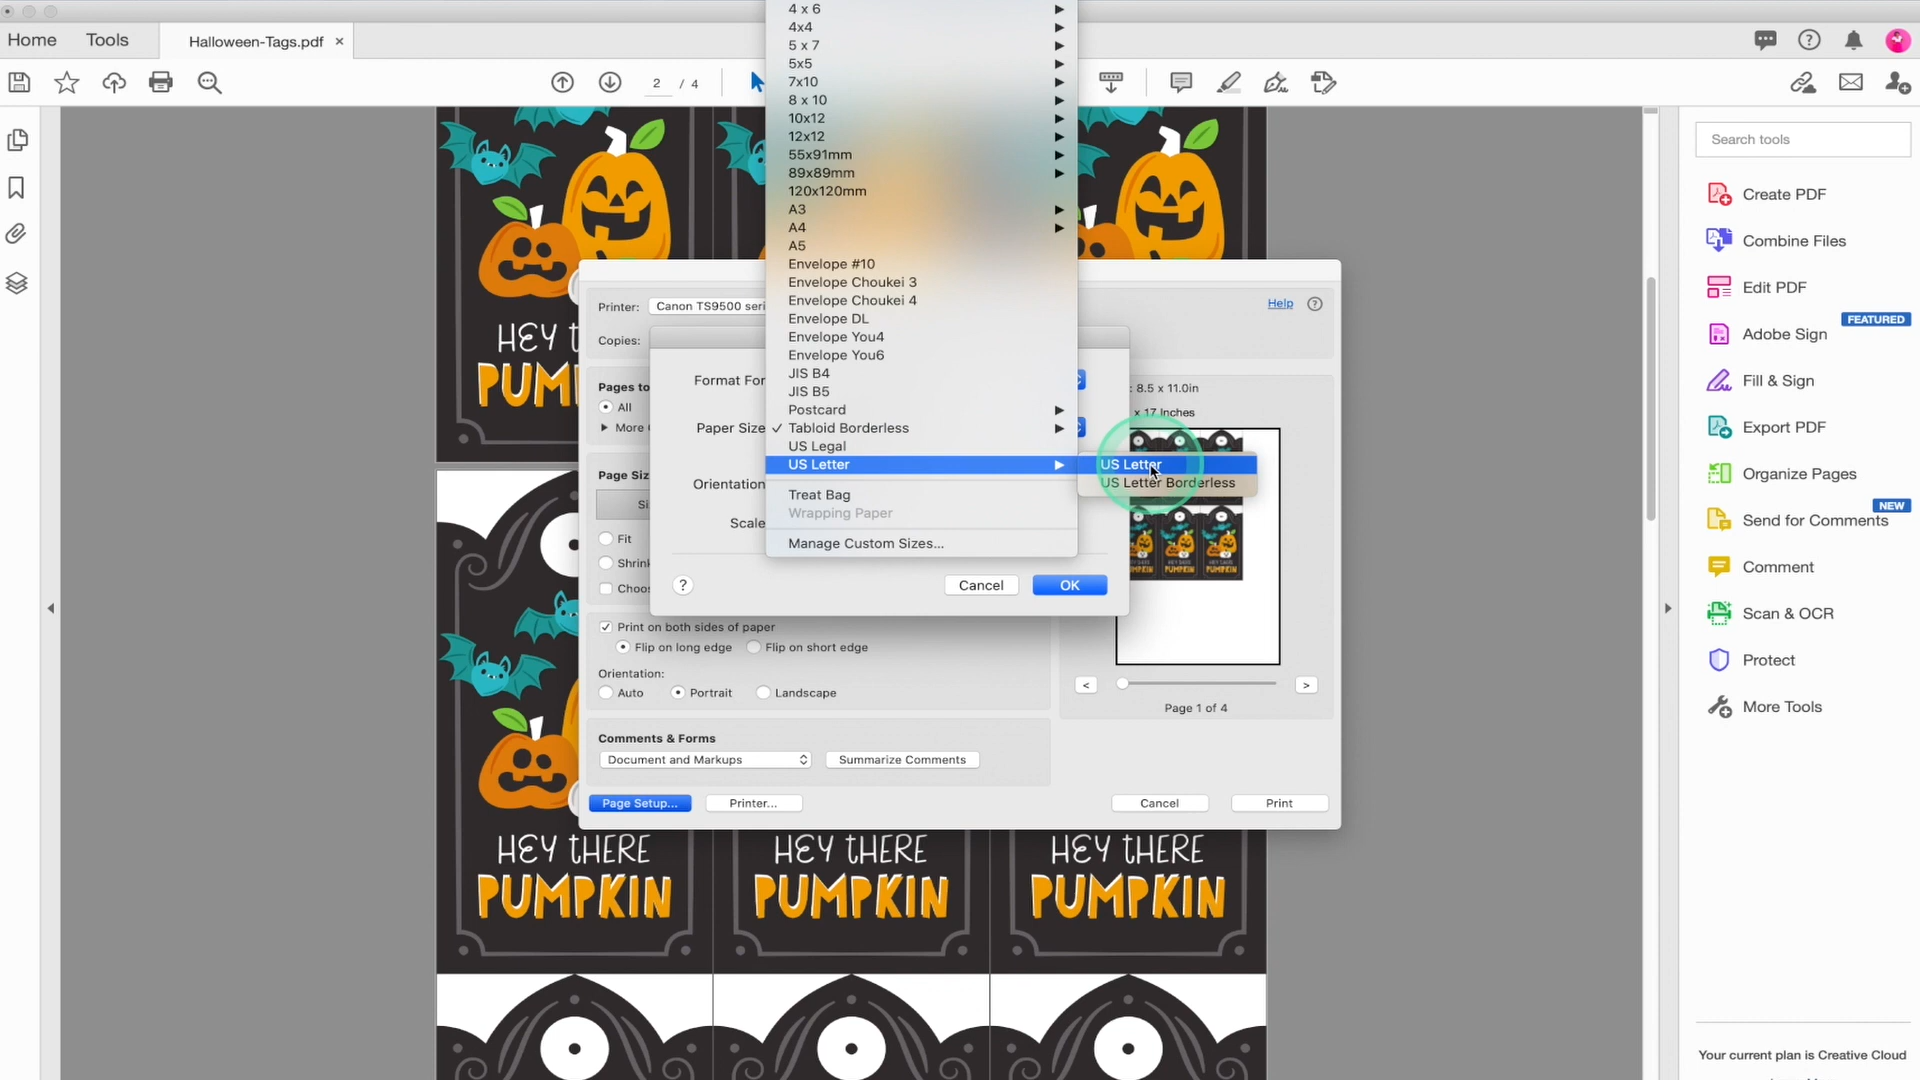 Home
Tools
Halloween-Tags.pdf
2 / 4
Search tools
Create PDF
Combine Files
Edit PDF
FEATURED
Adobe Sign
Fill & Sign
Export PDF
Organize Pages
NEW
Send for Comments
Comment
Scan & OCR
Protect
More Tools
Your current plan is Creative Cloud
4 x 6
4x4
5 x 7
5x5
7x10
8 x 10
10x12
12x12
55x91mm
89x89mm
120x120mm
A3
A4
A5
Envelope #10
Envelope Choukei 3
Envelope Choukei 4
Envelope DL
Envelope You4
Envelope You6
JIS B4
JIS B5
Postcard
✓ Tabloid Borderless
US Legal
US Letter
Treat Bag
Wrapping Paper
Manage Custom Sizes...
US Letter
US Letter Borderless
Printer: Canon TS9500 seri
Help ?
Copies:
Pages to
All
More
Format For
Paper Size
Orientation
Scale
?
Cancel
OK
: 8.5 x 11.0in
x 17 Inches
Page Siz
Si
Fit
Shrink
Choos
Print on both sides of paper
Flip on long edge
Flip on short edge
Orientation:
Auto
Portrait
Landscape
<
>
Page 1 of 4
Comments & Forms
Document and Markups
Summarize Comments
Page Setup...
Printer...
Cancel
Print
HEY t
PUM
HEY tHERE
PUMPKIN
HEY tHERE
PUMPKIN
HEY tHERE
PUMPKIN
PUMPKIN PUMPKIN PUMPKIN